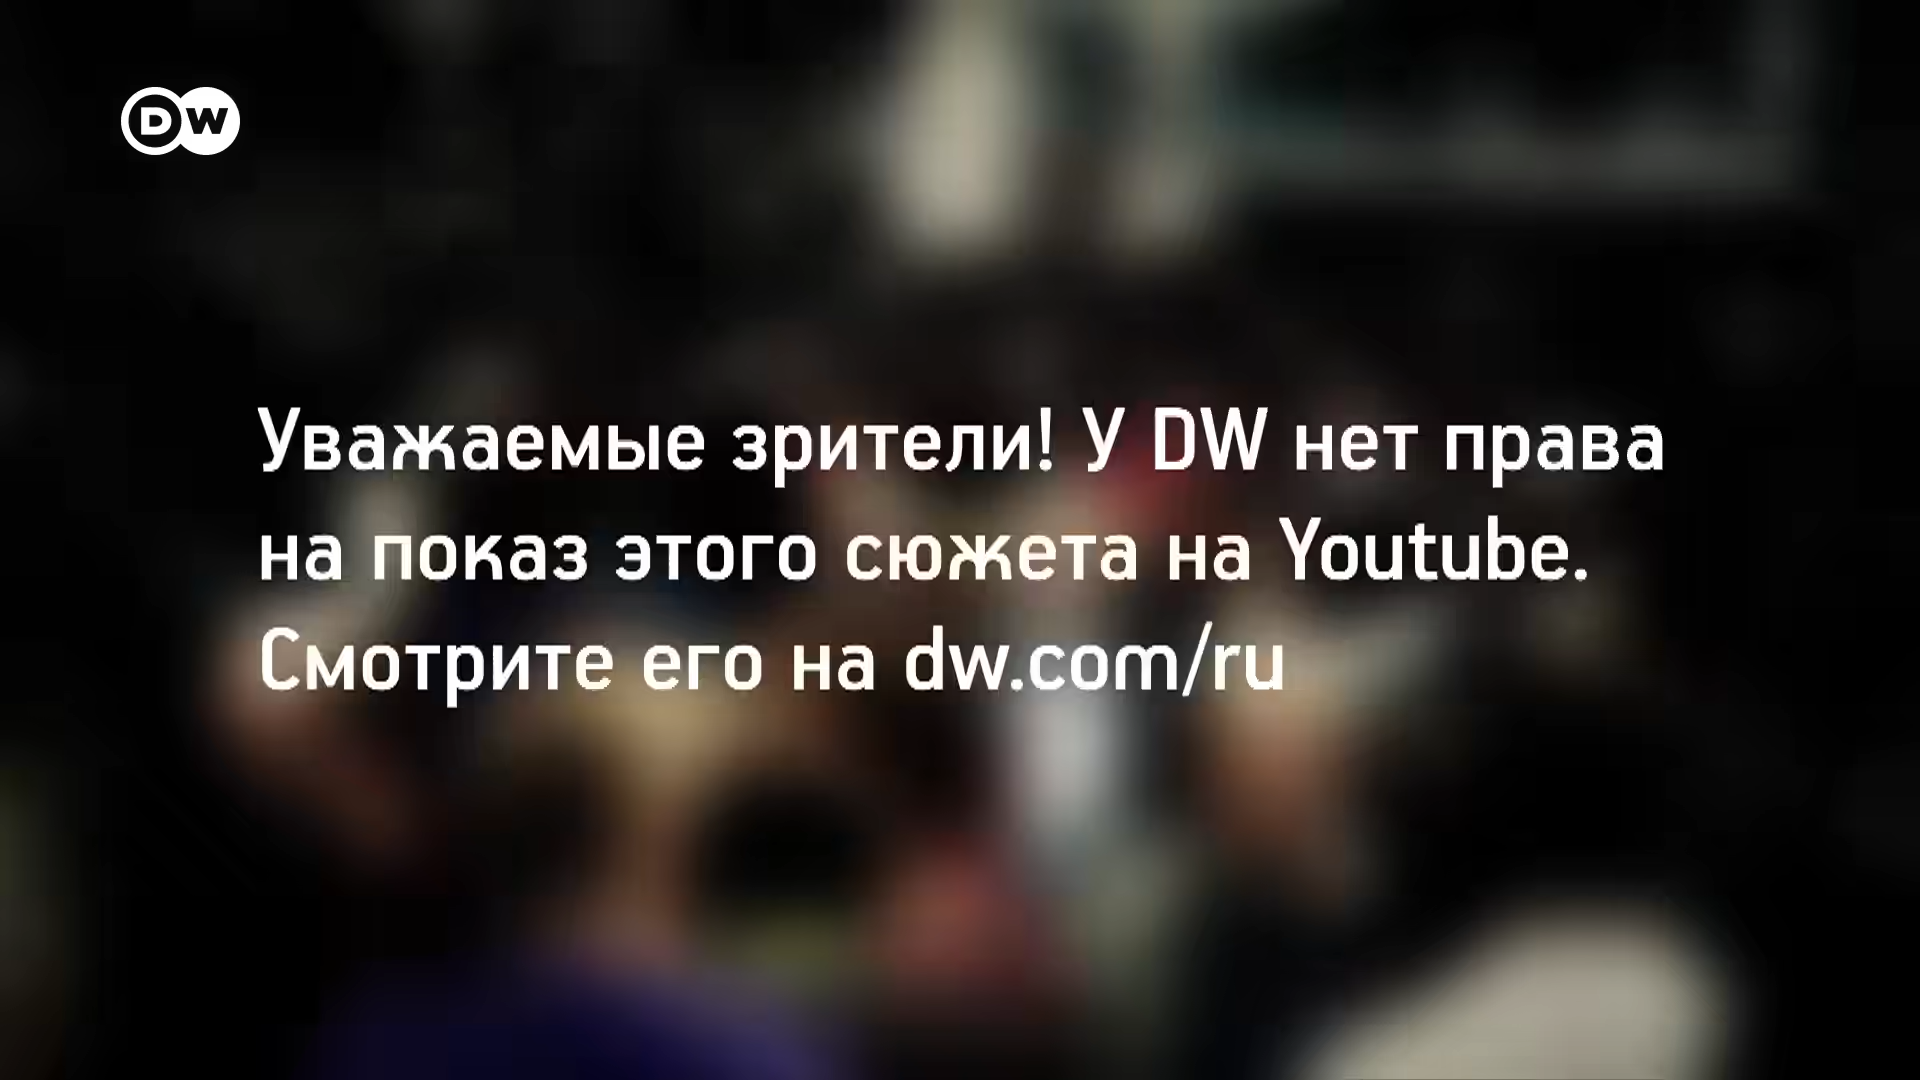 DW
Уважаемые зрители! У DW нет права
на показ этого сюжета на Youtube.
Смотрите его на dw.com/ru